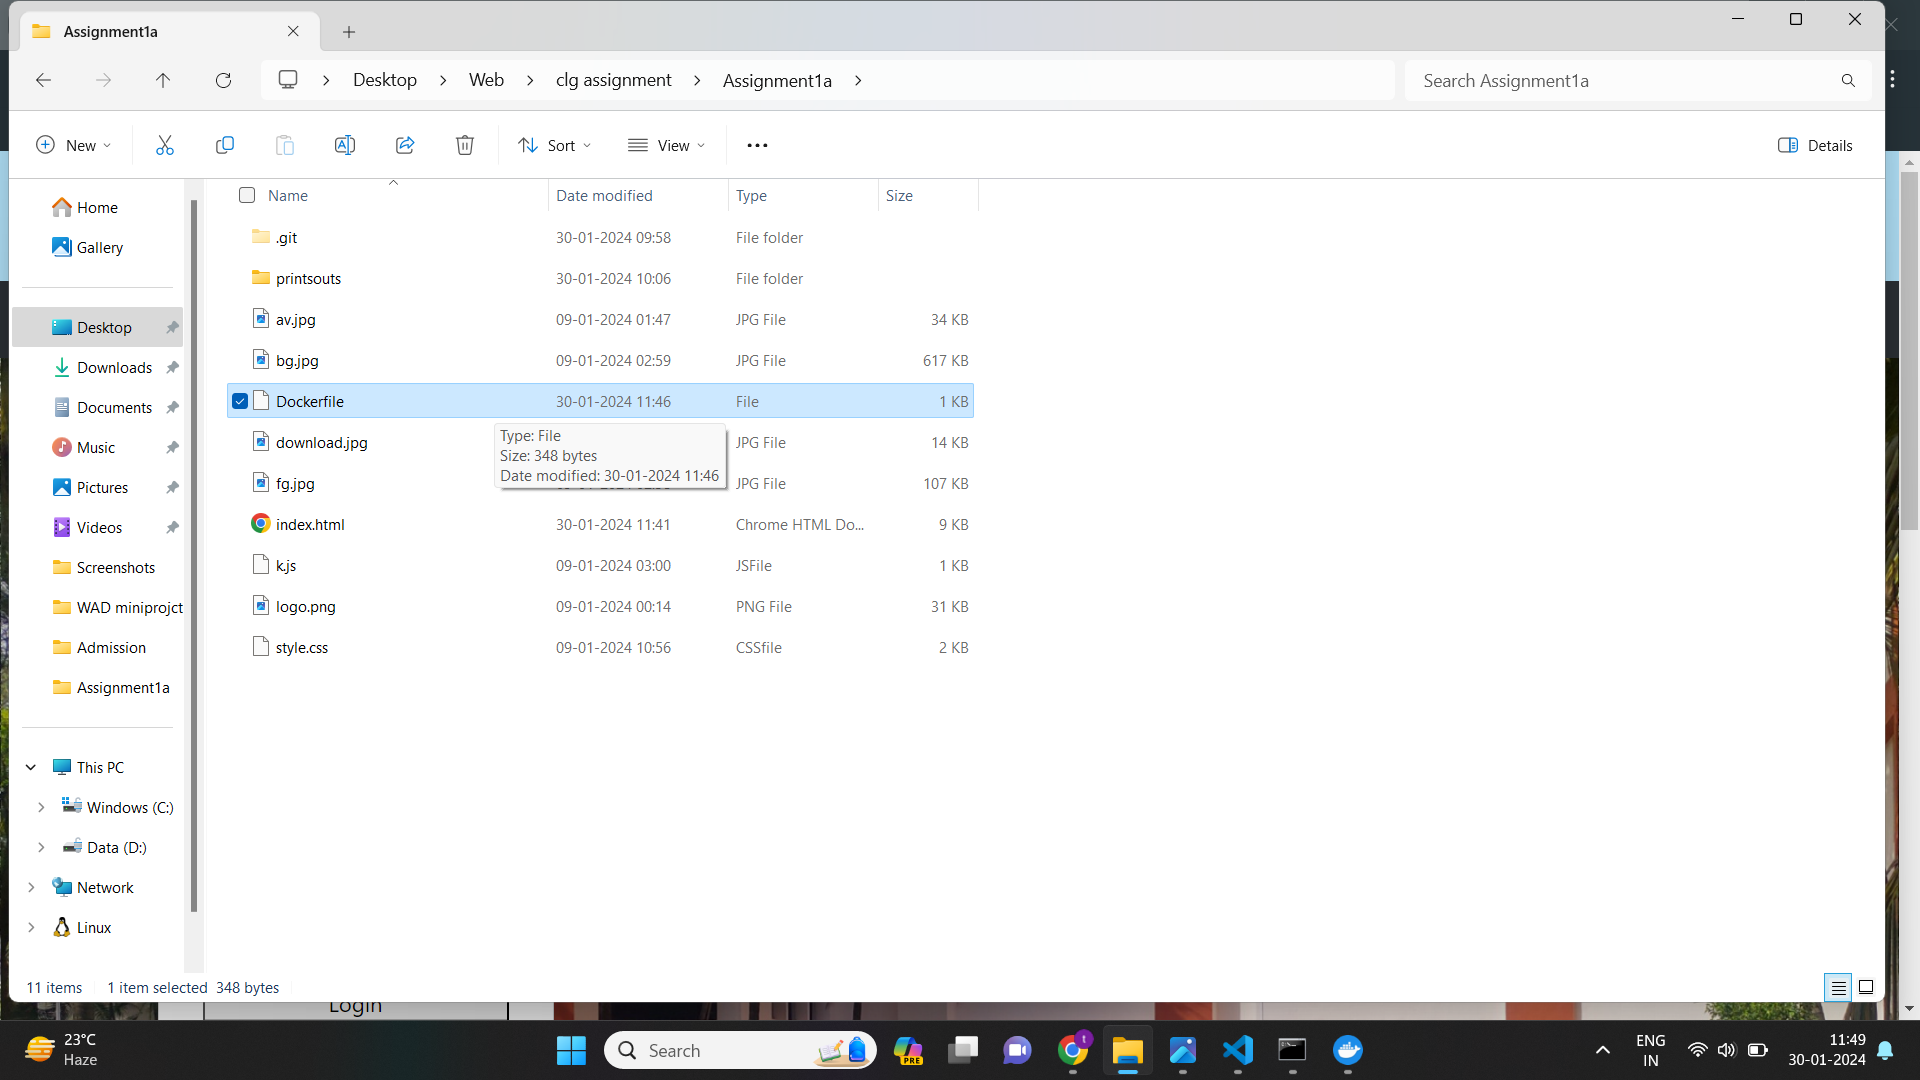 Assignment1a
Desktop
Web
clg assignment
Assignment1a
Search Assignment1a
New
Sort
View
Details
Name
Date modified
Type
Size
Home
Gallery
Desktop
Downloads
Documents
Music
Pictures
Videos
Screenshots
WAD miniprojct
Admission
Assignment1a
This PC
Windows (C:)
Data (D:)
Network
Linux
.git 30-01-2024 09:58 File folder
printsouts 30-01-2024 10:06 File folder
av.jpg 09-01-2024 01:47 JPG File 34 KB
bg.jpg 09-01-2024 02:59 JPG File 617 KB
Dockerfile 30-01-2024 11:46 File 1 KB
download.jpg JPG File 14 KB
fg.jpg JPG File 107 KB
Type: File
Size: 348 bytes
Date modified: 30-01-2024 11:46
index.html 30-01-2024 11:41 Chrome HTML Do... 9 KB
k.js 09-01-2024 03:00 JSFile 1 KB
logo.png 09-01-2024 00:14 PNG File 31 KB
style.css 09-01-2024 10:56 CSSfile 2 KB
11 items 1 item selected 348 bytes
Login
23°C
Haze
Search
PRE
t
ENG
IN
11:49
30-01-2024